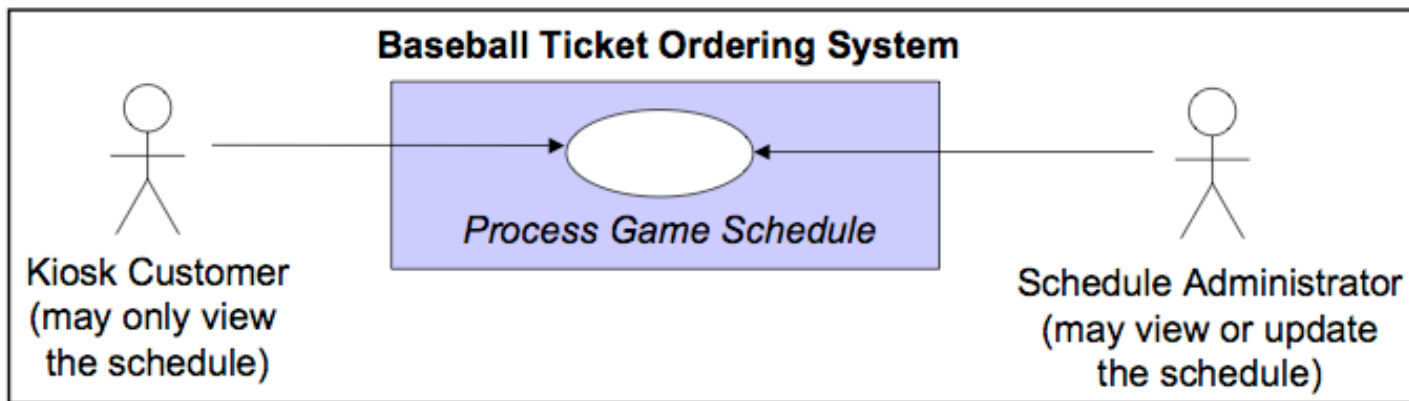 Baseball Ticket Ordering System
Process Game Schedule
Kiosk Customer
(may only view
the schedule)
Schedule Administrator
(may view or update
the schedule)